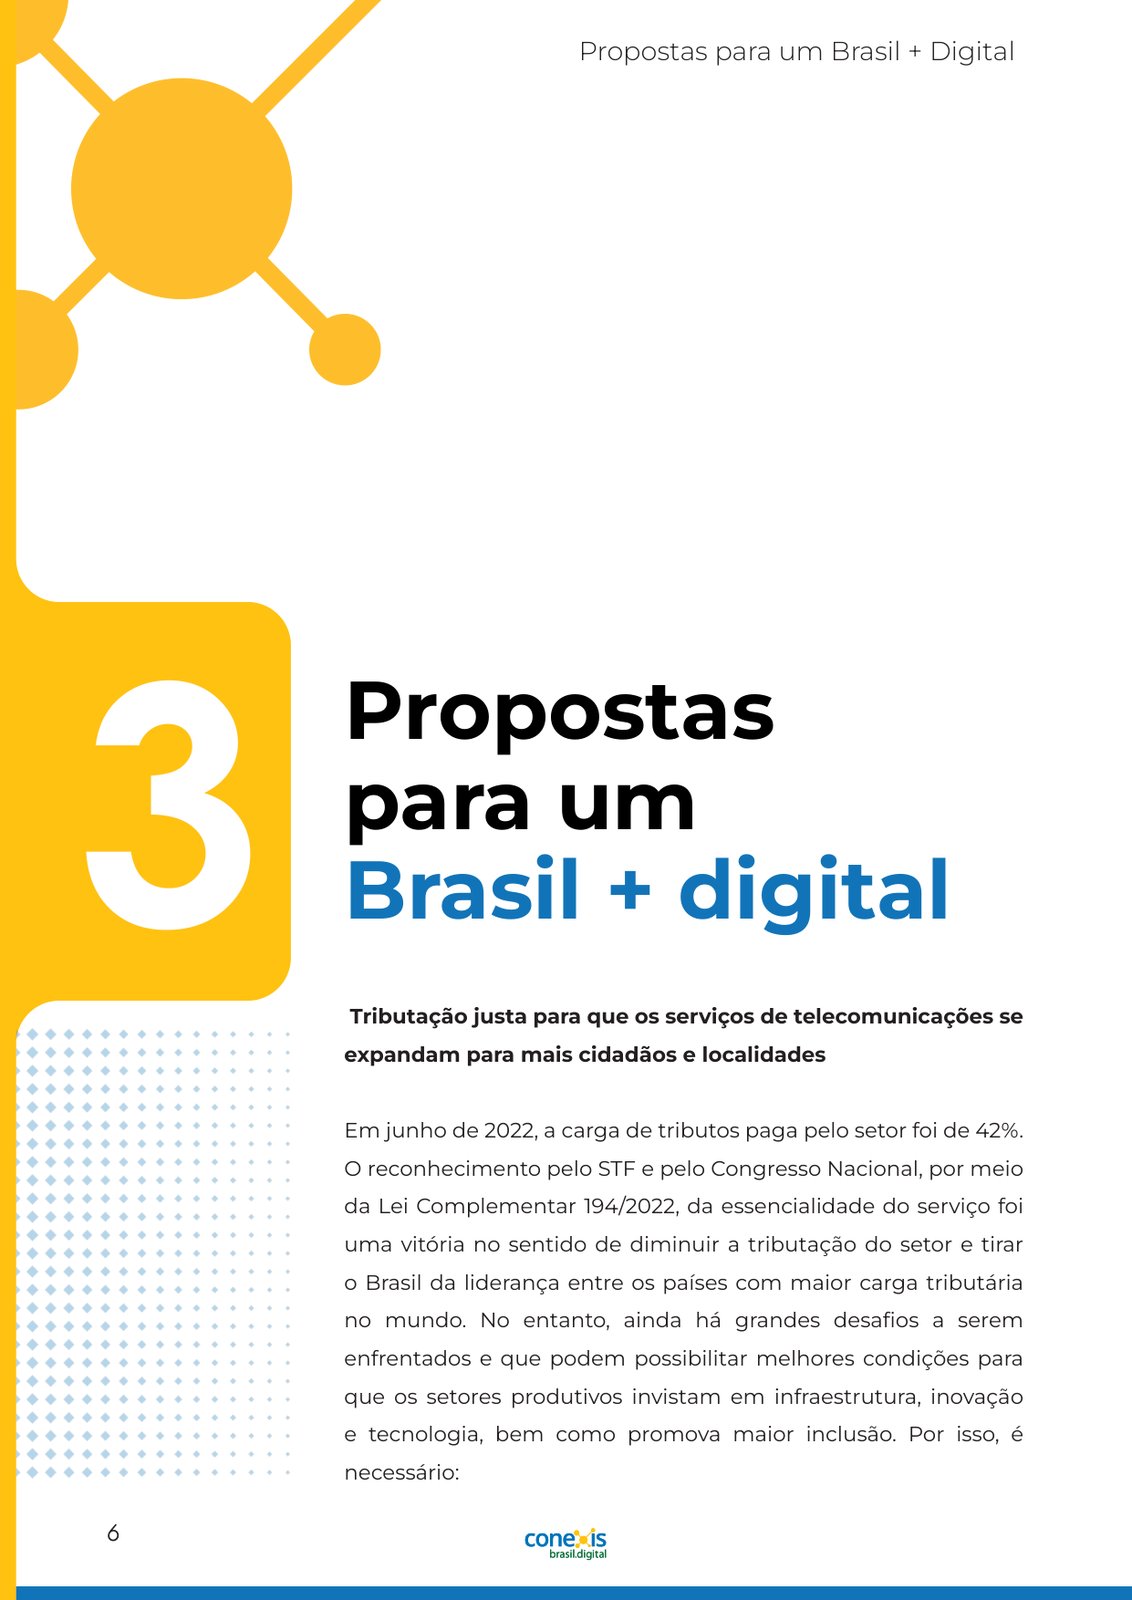 Propostas para um Brasil + Digital
3
Propostas
para um
Brasil + digital
Tributação justa para que os serviços de telecomunicações se
expandam para mais cidadãos e localidades
Em junho de 2022, a carga de tributos paga pelo setor foi de 42%.
O reconhecimento pelo STF e pelo Congresso Nacional, por meio
da Lei Complementar 194/2022, da essencialidade do serviço foi
uma vitória no sentido de diminuir a tributação do setor e tirar
o Brasil da liderança entre os países com maior carga tributária
no mundo. No entanto, ainda há grandes desafios a serem
enfrentados e que podem possibilitar melhores condições para
que os setores produtivos invistam em infraestrutura, inovação
e tecnologia, bem como promova maior inclusão. Por isso, é
necessário:
6
conexis
brasil.digital